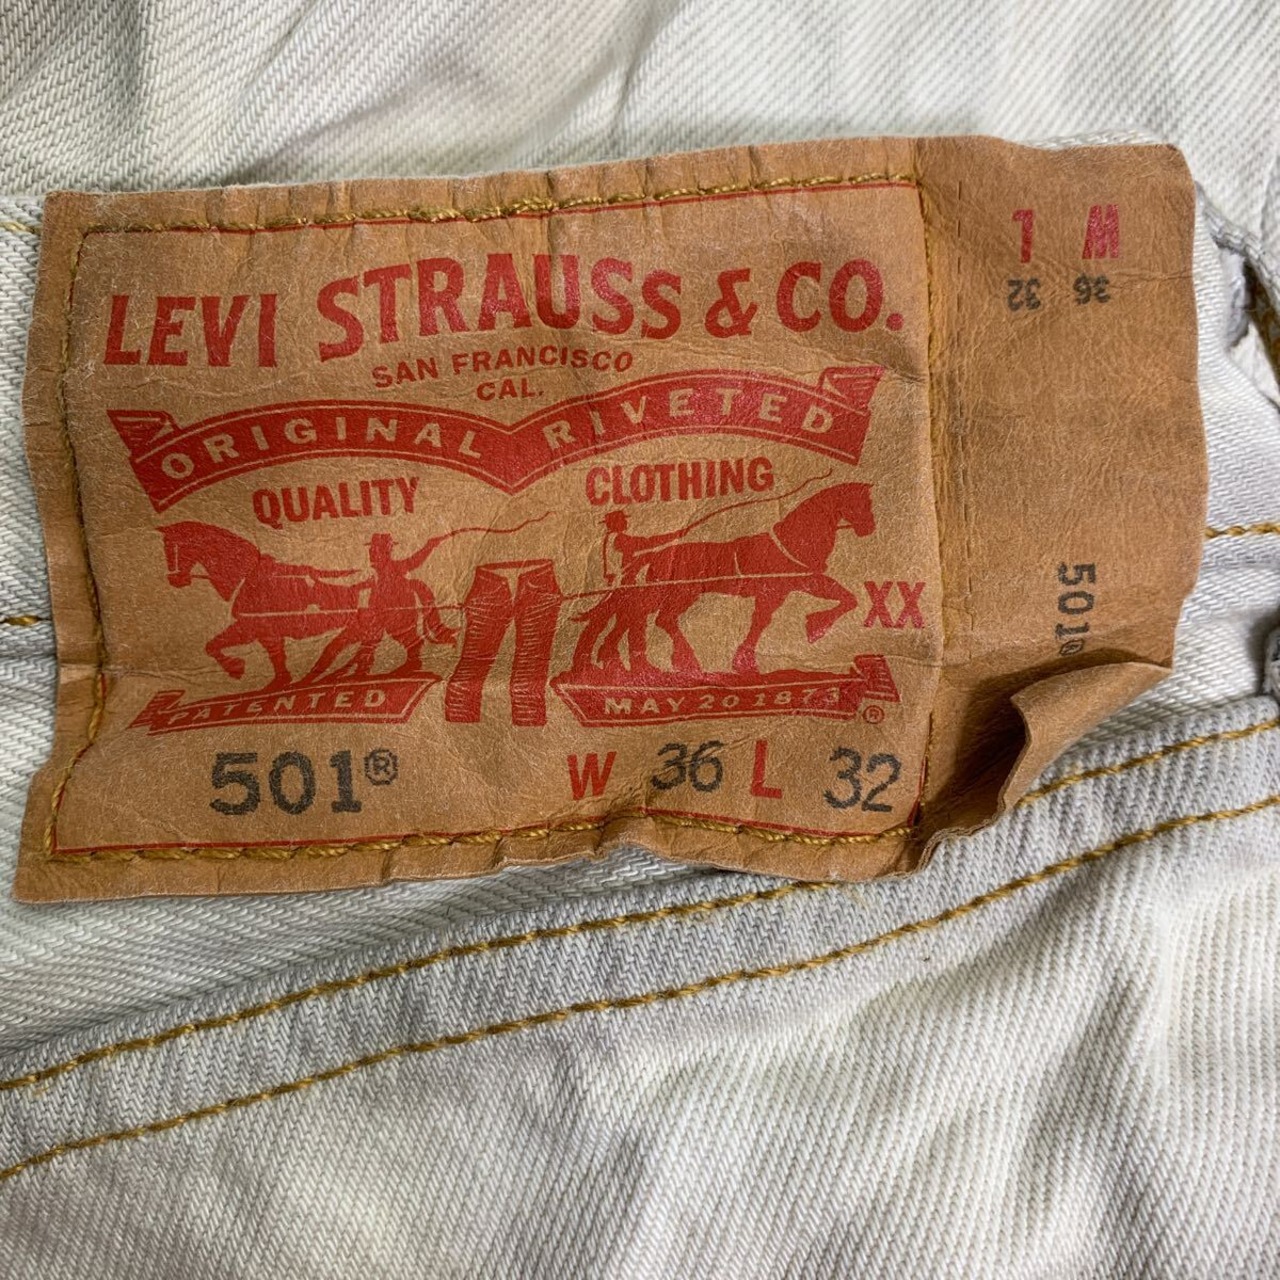 LEVI STRAUSS & CO.
SAN FRANCISCO
CAL.
ORIGINAL RIVETED
QUALITY CLOTHING
XX
PATENTED MAY 20 1873 ®
501® W 36 L 32
W L
36 32